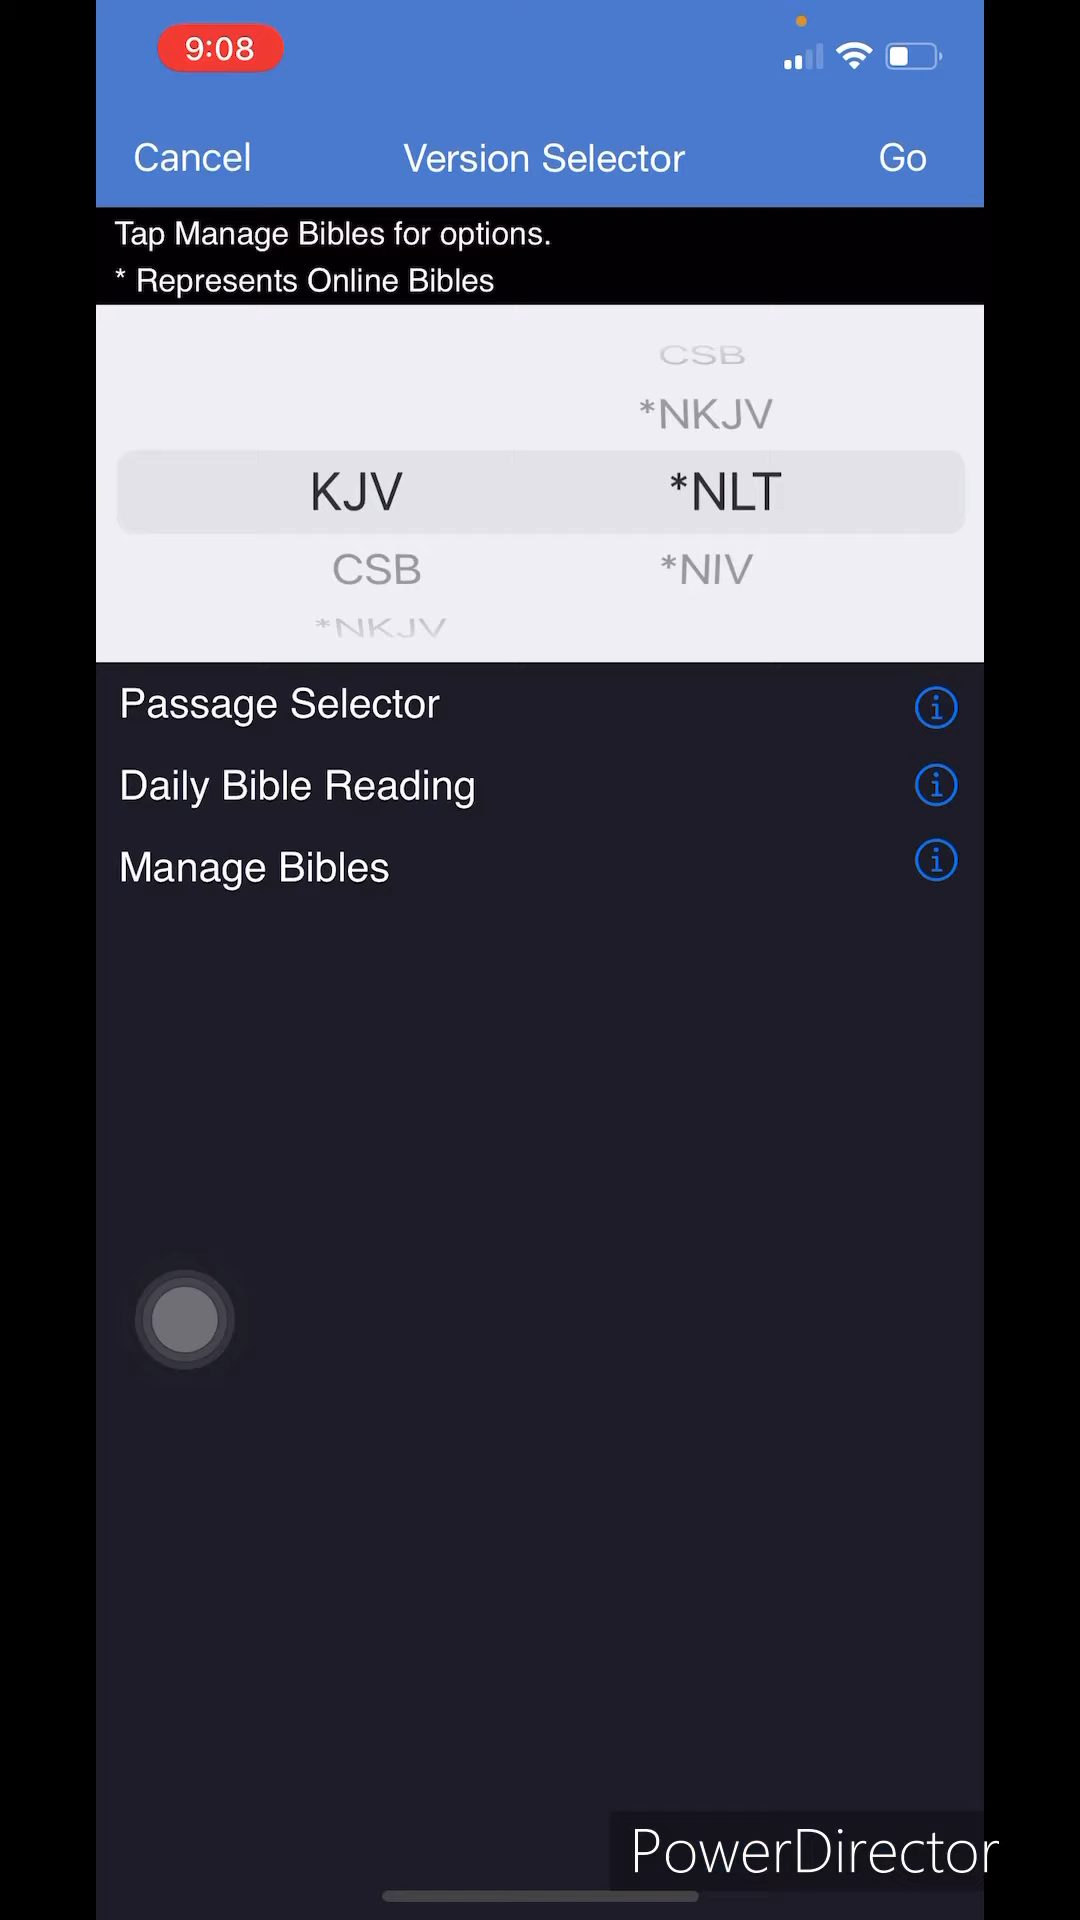 9:08
Cancel Version Selector Go
Tap Manage Bibles for options.
* Represents Online Bibles
CSB
*NKJV
KJV *NLT
CSB *NIV
*NKJV
Passage Selector
Daily Bible Reading
Manage Bibles
PowerDirector